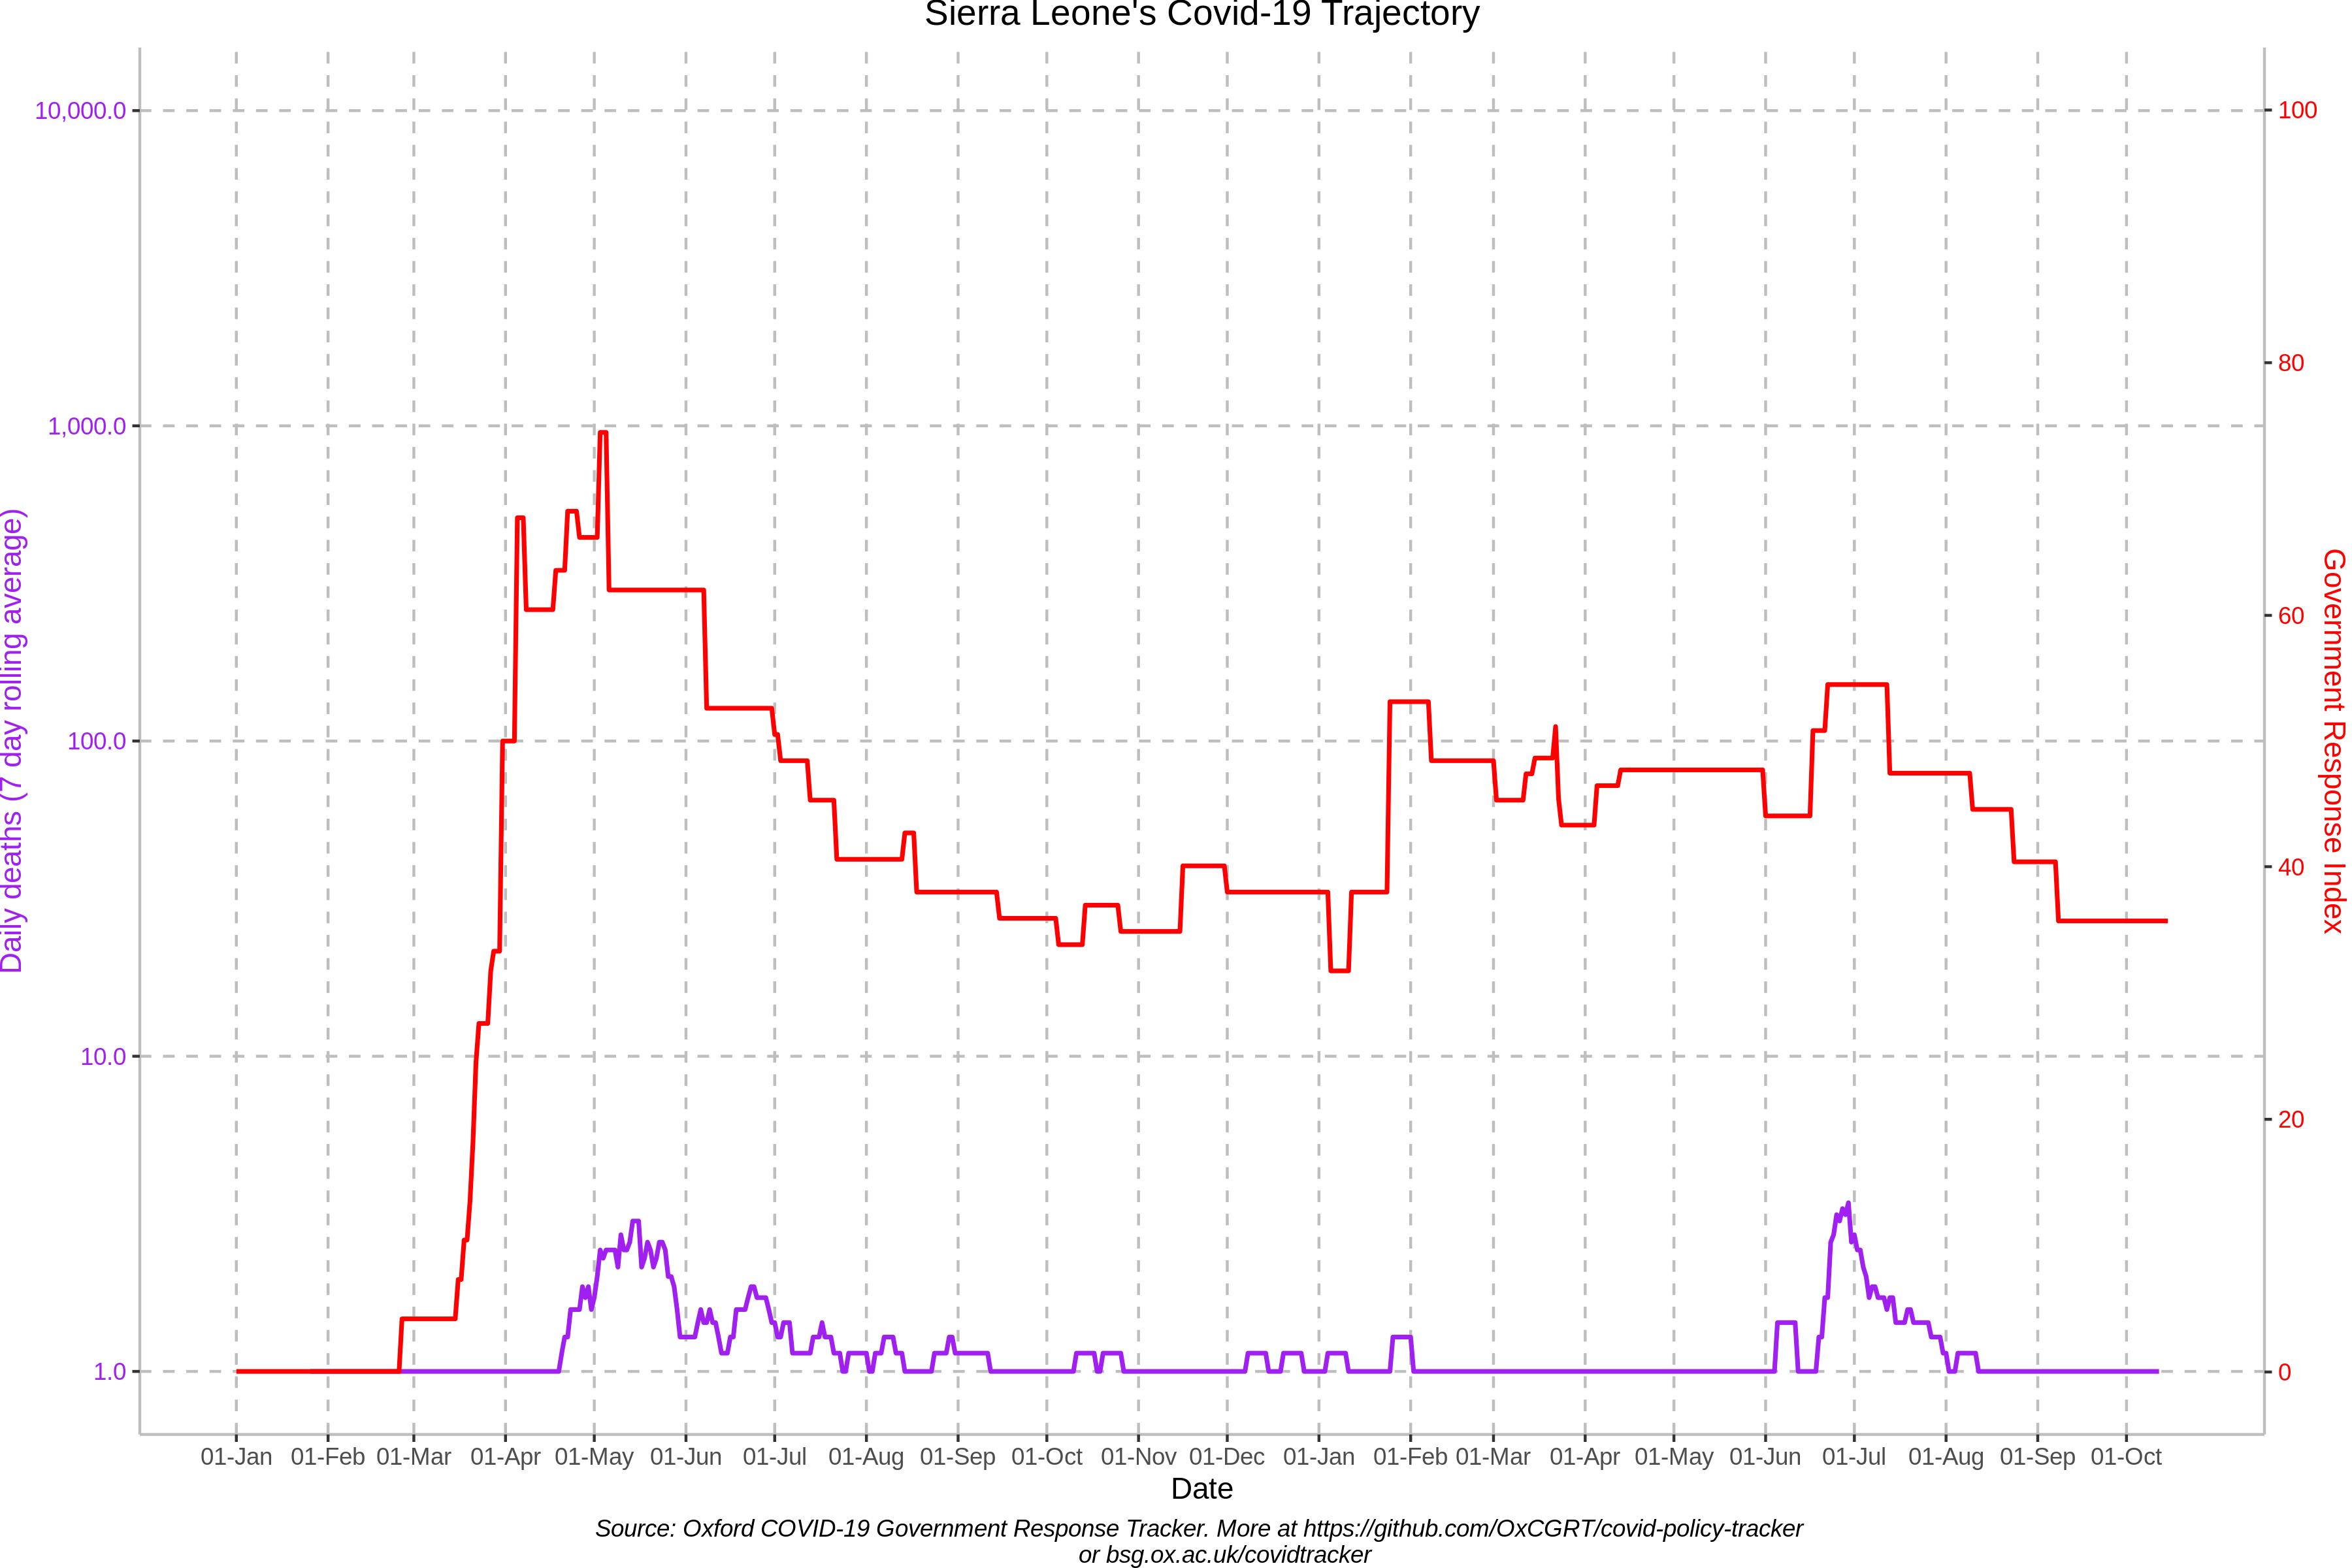 Sierra Leone's Covid-19 Trajectory
10,000.0
1,000.0
100.0
10.0
1.0
Daily deaths (7 day rolling average)
100
80
60
40
20
0
Government Response Index
01-Jan 01-Feb 01-Mar 01-Apr 01-May 01-Jun 01-Jul 01-Aug 01-Sep 01-Oct 01-Nov 01-Dec 01-Jan 01-Feb 01-Mar 01-Apr 01-May 01-Jun 01-Jul 01-Aug 01-Sep 01-Oct
Date
Source: Oxford COVID-19 Government Response Tracker. More at https://github.com/OxCGRT/covid-policy-tracker
or bsg.ox.ac.uk/covidtracker